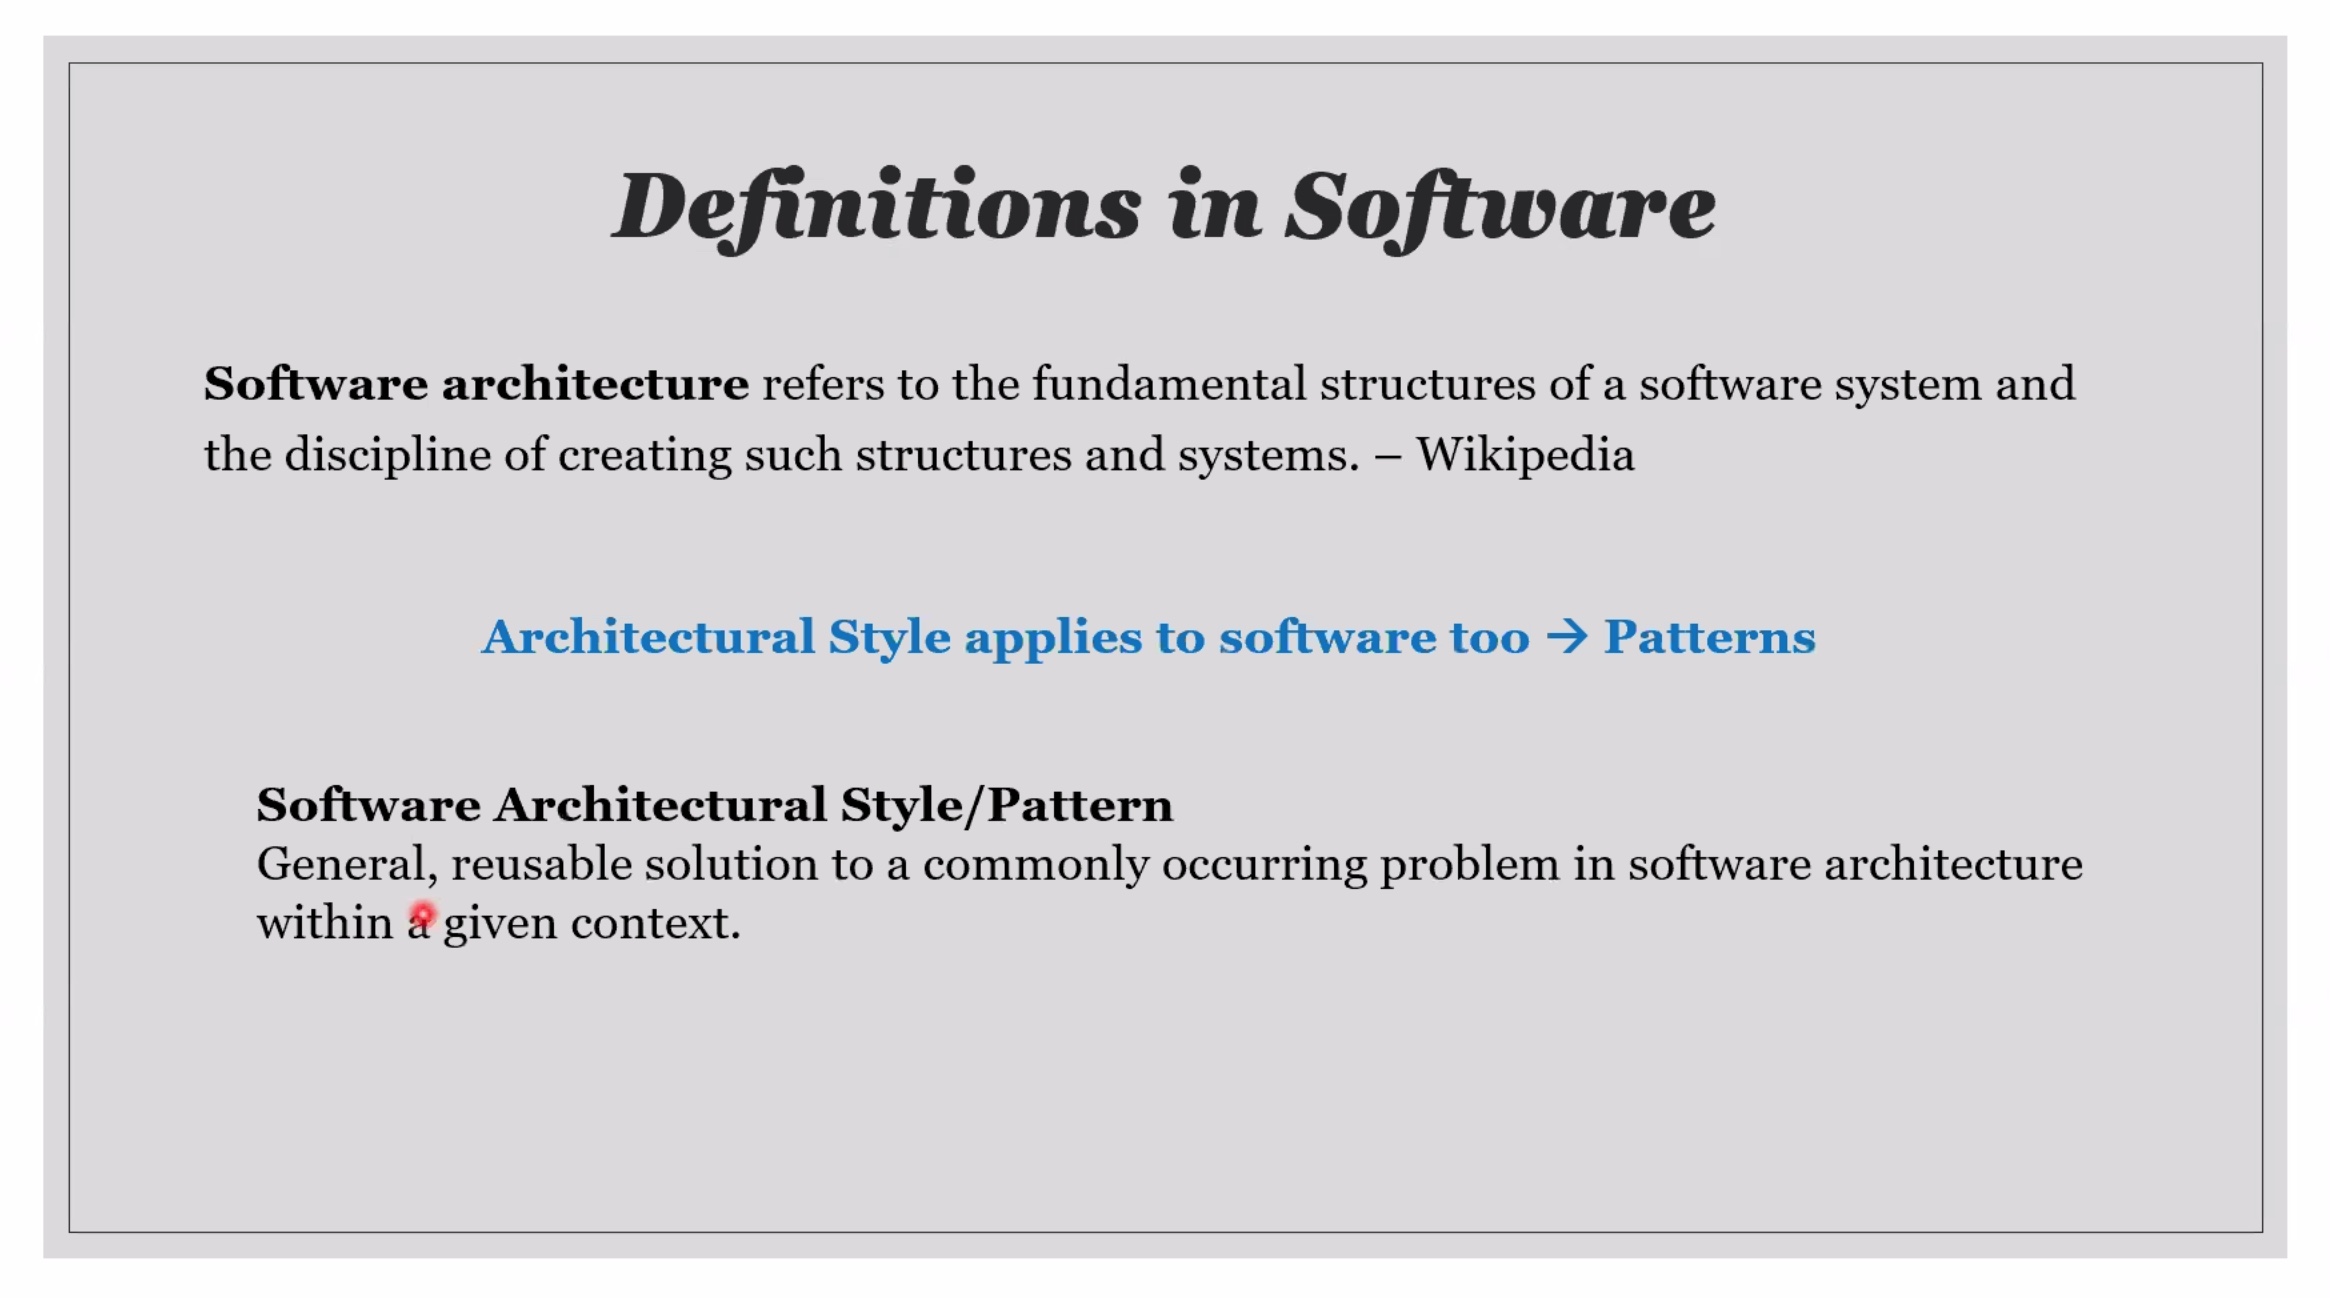 Definitions in Software
Software architecture refers to the fundamental structures of a software system and
the discipline of creating such structures and systems. – Wikipedia
Architectural Style applies to software too → Patterns
Software Architectural Style/Pattern
General, reusable solution to a commonly occurring problem in software architecture
within a given context.